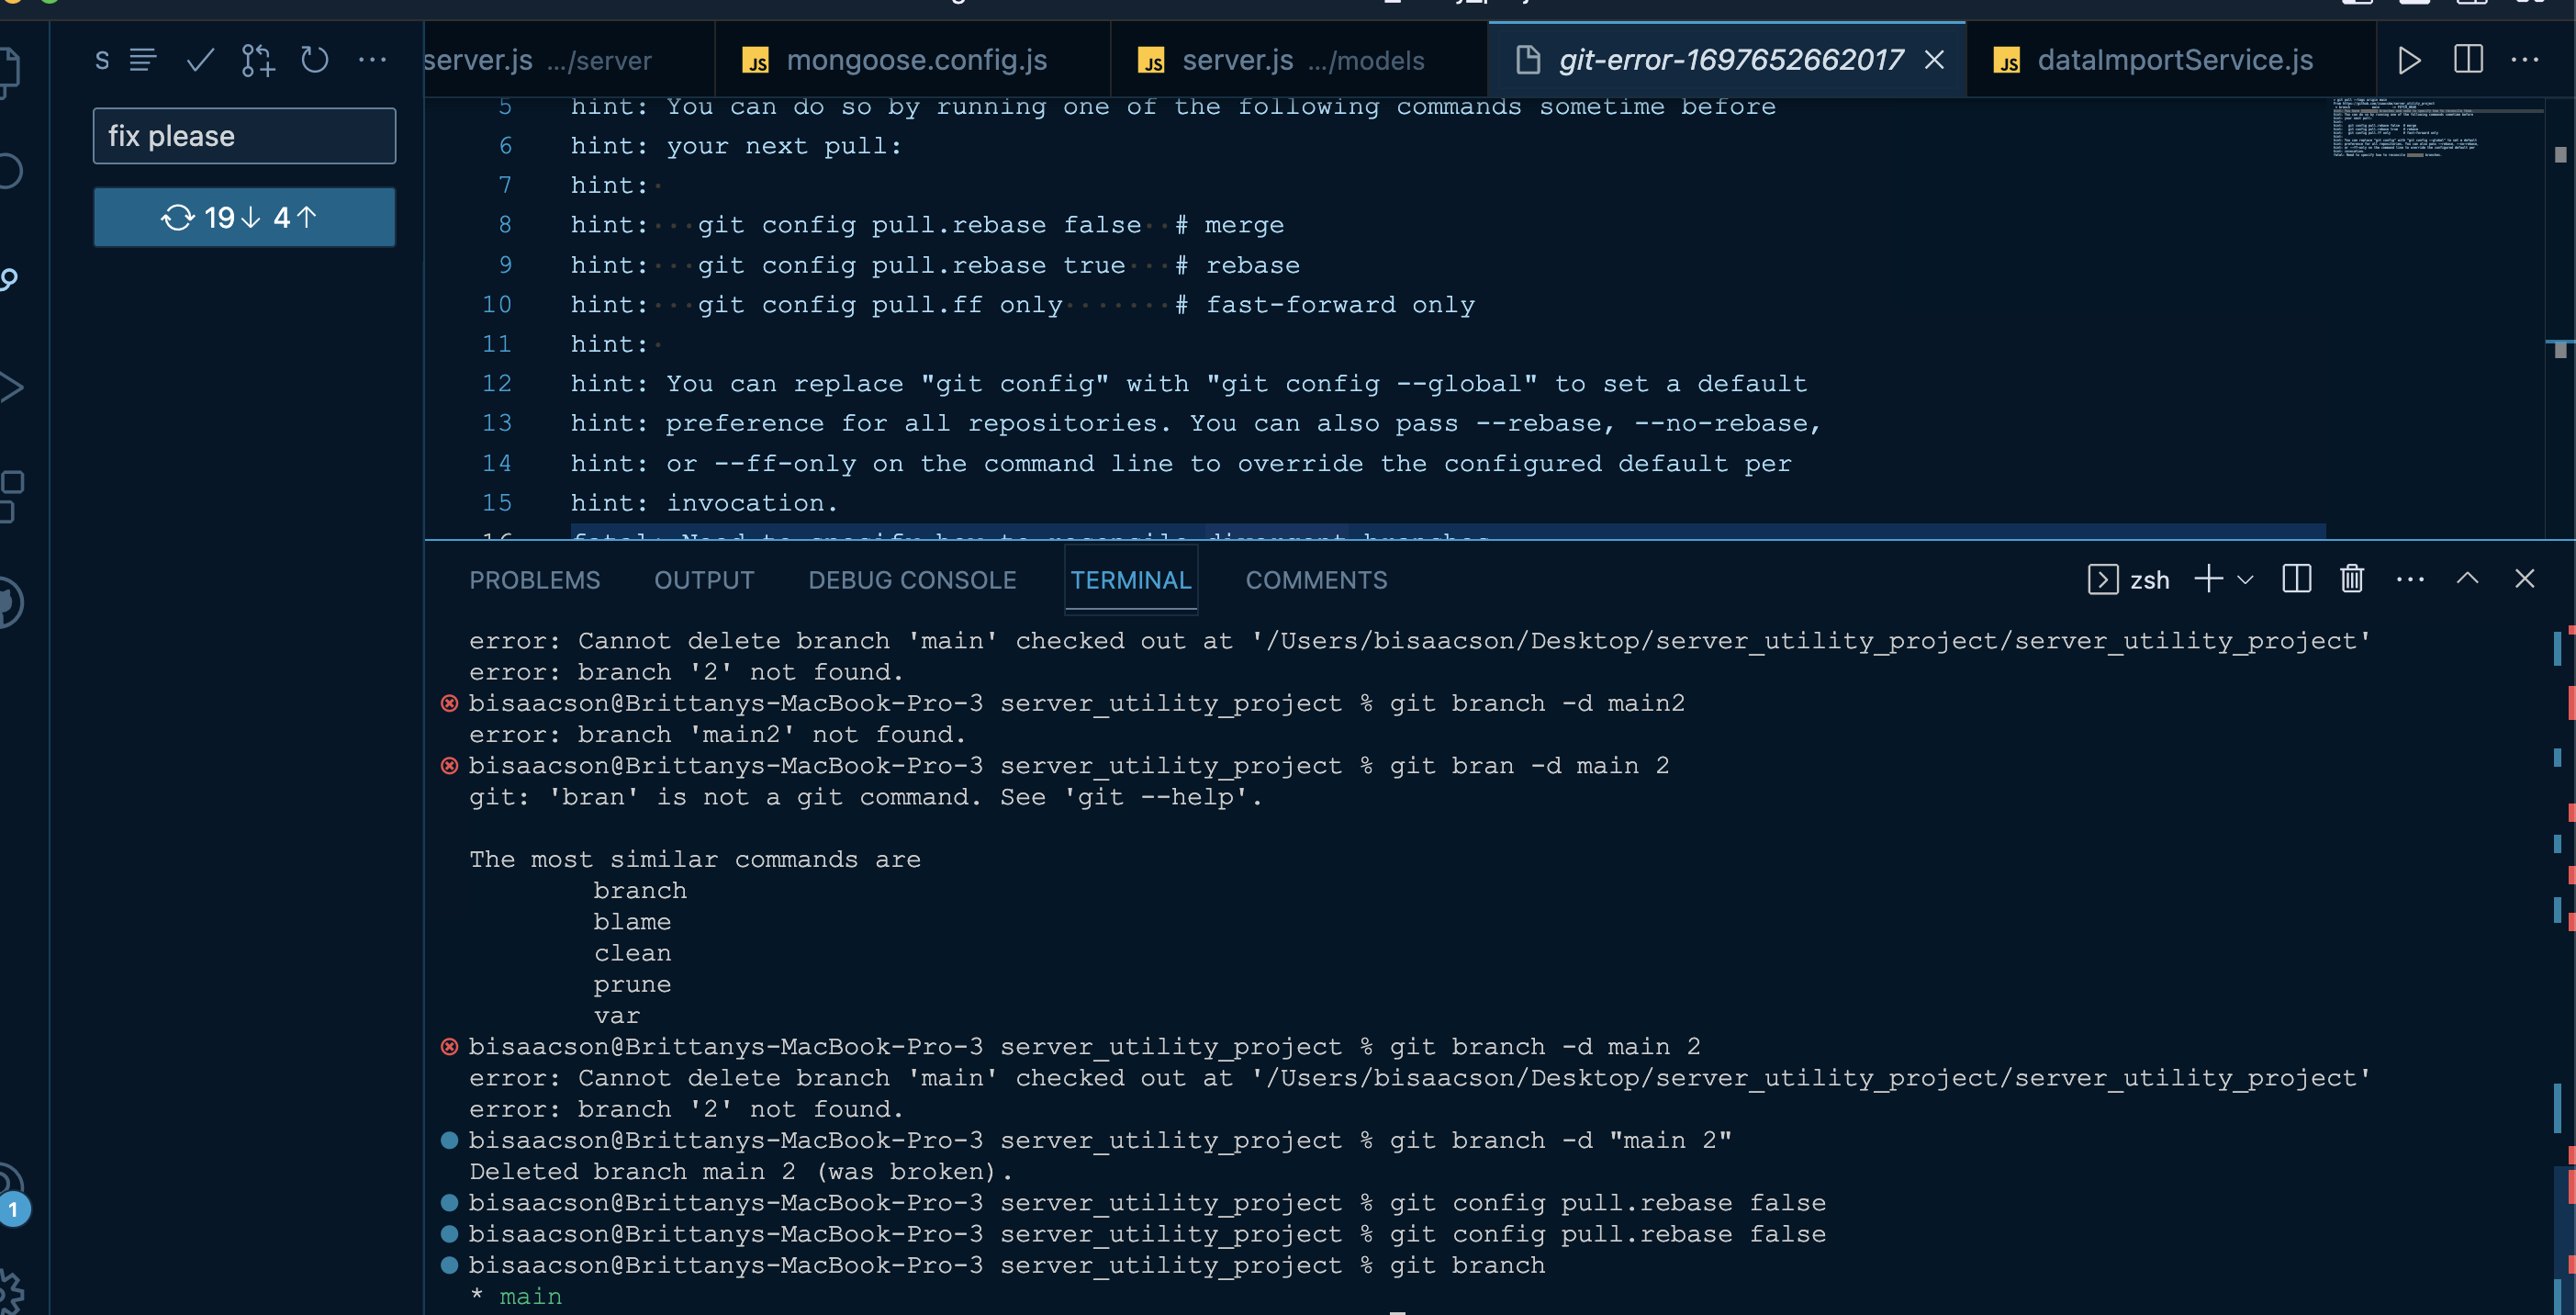 S
server.js .../server
mongoose.config.js
server.js .../models
git-error-1697652662017
dataImportService.js
fix please
19↓ 4↑
5 hint: You can do so by running one of the following commands sometime before
6 hint: your next pull:
7 hint:
8 hint:   git config pull.rebase false  # merge
9 hint:   git config pull.rebase true   # rebase
10 hint:   git config pull.ff only       # fast-forward only
11 hint:
12 hint: You can replace "git config" with "git config --global" to set a default
13 hint: preference for all repositories. You can also pass --rebase, --no-rebase,
14 hint: or --ff-only on the command line to override the configured default per
15 hint: invocation.
16 fatal: Need to specify how to reconcile divergent branches.
PROBLEMS OUTPUT DEBUG CONSOLE TERMINAL COMMENTS zsh
error: Cannot delete branch 'main' checked out at '/Users/bisaacson/Desktop/server_utility_project/server_utility_project'
error: branch '2' not found.
bisaacson@Brittanys-MacBook-Pro-3 server_utility_project % git branch -d main2
error: branch 'main2' not found.
bisaacson@Brittanys-MacBook-Pro-3 server_utility_project % git bran -d main 2
git: 'bran' is not a git command. See 'git --help'.
The most similar commands are
branch
blame
clean
prune
var
bisaacson@Brittanys-MacBook-Pro-3 server_utility_project % git branch -d main 2
error: Cannot delete branch 'main' checked out at '/Users/bisaacson/Desktop/server_utility_project/server_utility_project'
error: branch '2' not found.
bisaacson@Brittanys-MacBook-Pro-3 server_utility_project % git branch -d "main 2"
Deleted branch main 2 (was broken).
bisaacson@Brittanys-MacBook-Pro-3 server_utility_project % git config pull.rebase false
bisaacson@Brittanys-MacBook-Pro-3 server_utility_project % git config pull.rebase false
bisaacson@Brittanys-MacBook-Pro-3 server_utility_project % git branch
* main
1